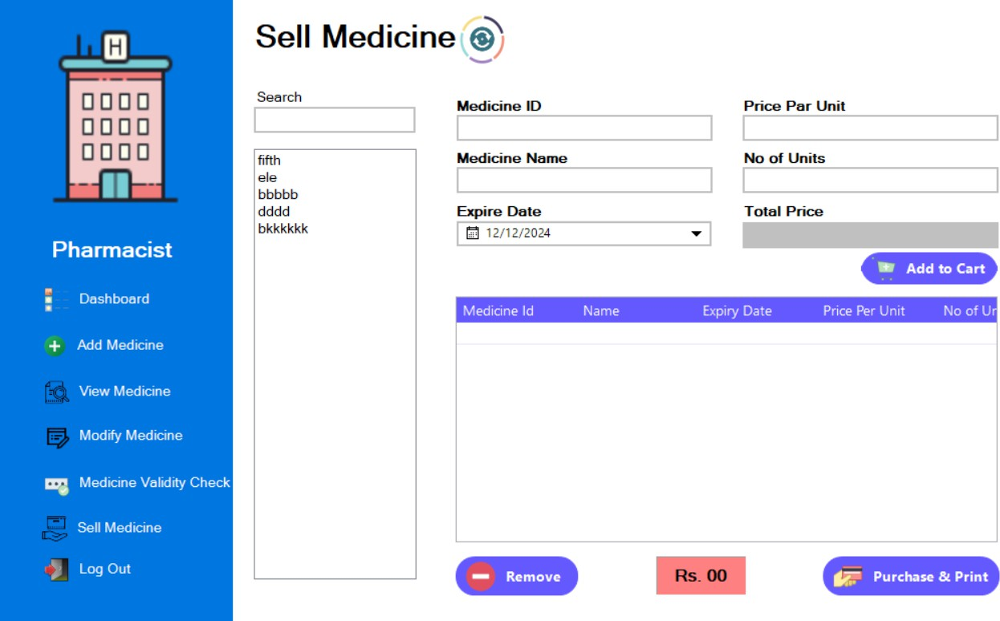 H
Pharmacist
Dashboard
Add Medicine
View Medicine
Modify Medicine
Medicine Validity Check
Sell Medicine
Log Out
Sell Medicine
Search
fifth
ele
bbbbb
dddd
bkkkkkk
Medicine ID
Price Par Unit
Medicine Name
No of Units
Expire Date
Total Price
12/12/2024
Add to Cart
Medicine Id Name Expiry Date Price Per Unit No of Ur
Remove
Rs. 00
Purchase & Print